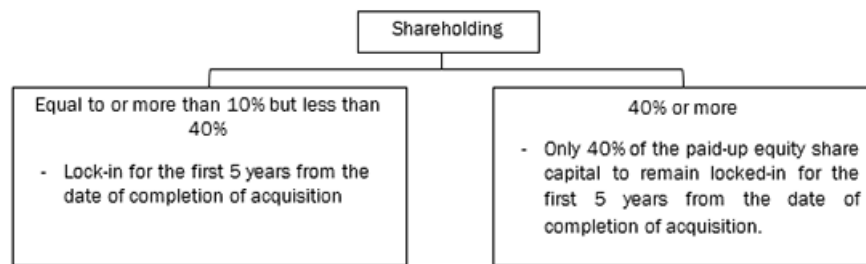 Shareholding
Equal to or more than 10% but less than
40%
- Lock-in for the first 5 years from the
date of completion of acquisition
40% or more
- Only 40% of the paid-up equity share
capital to remain locked-in for the
first 5 years from the date of
completion of acquisition.